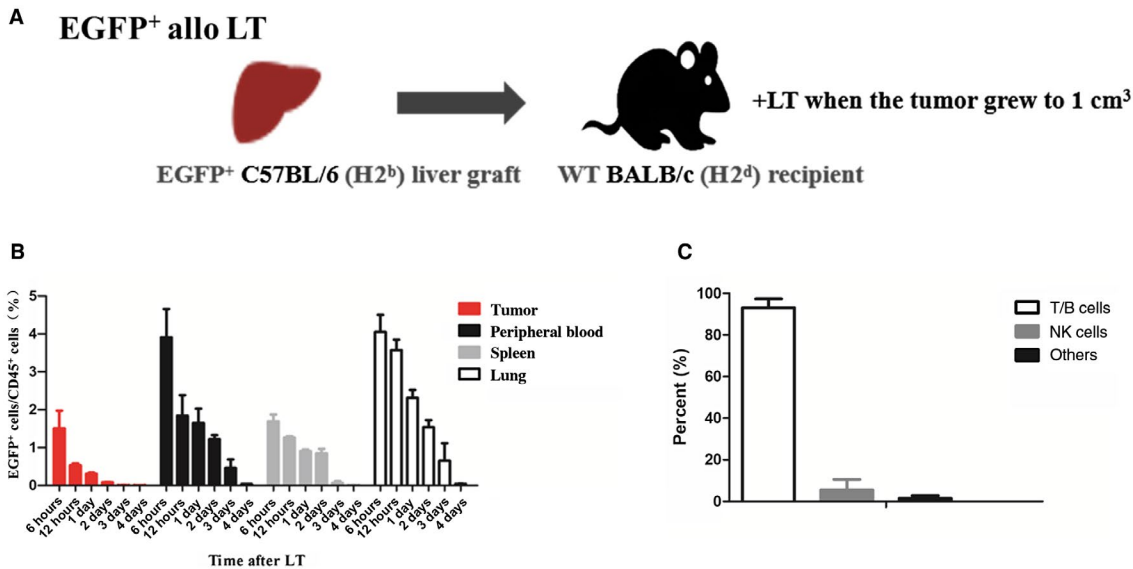 A
EGFP⁺ allo LT
+LT when the tumor grew to 1 cm³
EGFP⁺ C57BL/6 (H2ᵇ) liver graft
WT BALB/c (H2ᵈ) recipient
B
EGFP⁺ cells/CD45⁺ cells (%)
5
4
3
2
1
0
6 hours
12 hours
1 day
2 days
3 days
4 days
6 hours
12 hours
1 day
2 days
3 days
4 days
6 hours
12 hours
1 day
2 days
3 days
4 days
6 hours
12 hours
1 day
2 days
3 days
4 days
Time after LT
Tumor
Peripheral blood
Spleen
Lung
C
Percent (%)
100
80
60
40
20
0
T/B cells
NK cells
Others